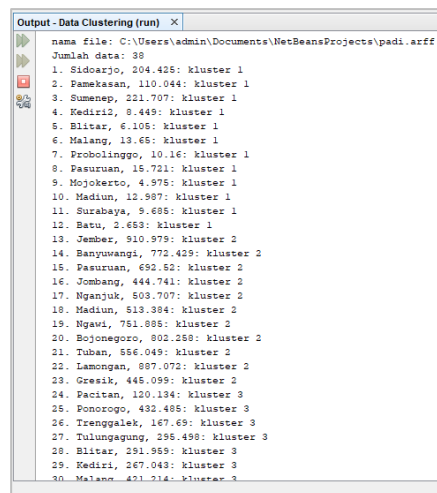 Output - Data Clustering (run) ×
nama file: C:\Users\admin\Documents\NetBeansProjects\padi.arff
Jumlah data: 38
1. Sidoarjo, 204.425: kluster 1
2. Pamekasan, 110.044: kluster 1
3. Sumenep, 221.707: kluster 1
4. Kediri2, 8.449: kluster 1
5. Blitar, 6.105: kluster 1
6. Malang, 13.65: kluster 1
7. Probolinggo, 10.16: kluster 1
8. Pasuruan, 15.721: kluster 1
9. Mojokerto, 4.975: kluster 1
10. Madiun, 12.987: kluster 1
11. Surabaya, 9.685: kluster 1
12. Batu, 2.653: kluster 1
13. Jember, 910.979: kluster 2
14. Banyuwangi, 772.429: kluster 2
15. Pasuruan, 692.52: kluster 2
16. Jombang, 444.741: kluster 2
17. Nganjuk, 503.707: kluster 2
18. Madiun, 513.384: kluster 2
19. Ngawi, 751.885: kluster 2
20. Bojonegoro, 802.258: kluster 2
21. Tuban, 556.049: kluster 2
22. Lamongan, 887.072: kluster 2
23. Gresik, 445.099: kluster 2
24. Pacitan, 120.134: kluster 3
25. Ponorogo, 432.485: kluster 3
26. Trenggalek, 167.69: kluster 3
27. Tulungagung, 295.498: kluster 3
28. Blitar, 291.959: kluster 3
29. Kediri, 267.043: kluster 3
30. Malang, 421.214: kluster 3